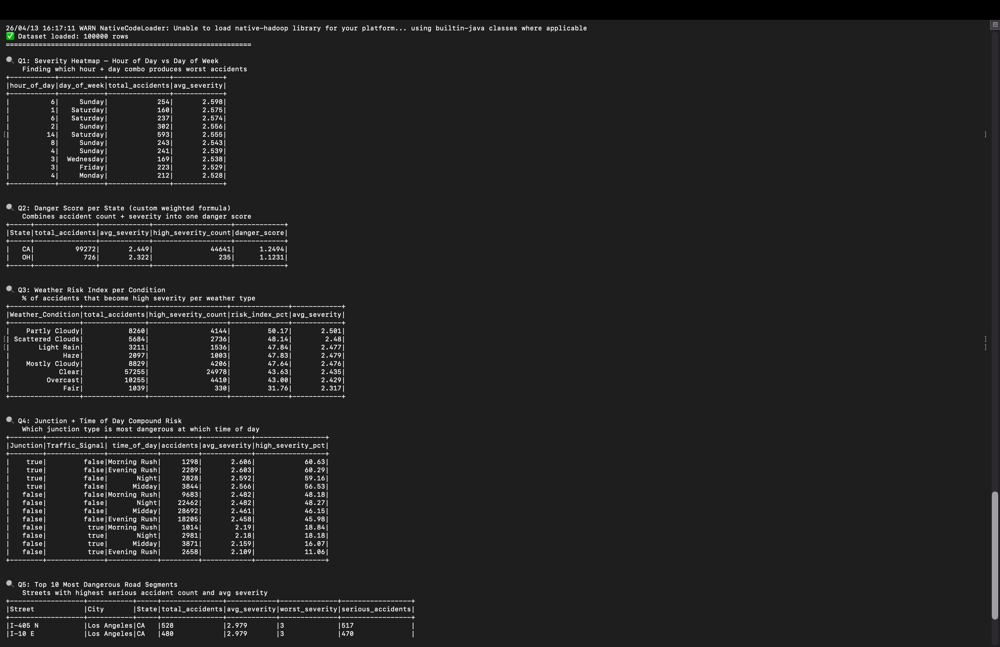 26/04/13 16:17:11 WARN NativeCodeLoader: Unable to load native-hadoop library for your platform... using builtin-java classes where applicable
✅ Dataset loaded: 100000 rows
============================================================
🔍 Q1: Severity Heatmap — Hour of Day vs Day of Week
    Finding which hour + day combo produces worst accidents
+-----------+-----------+---------------+------------+
|hour_of_day|day_of_week|total_accidents|avg_severity|
+-----------+-----------+---------------+------------+
|          6|     Sunday|            254|       2.598|
|          1|   Saturday|            160|       2.575|
|          6|   Saturday|            237|       2.574|
|          2|     Sunday|            302|       2.556|
[|         14|   Saturday|            593|       2.555| ]
|          8|     Sunday|            243|       2.543|
|          4|     Sunday|            241|       2.539|
|          3|  Wednesday|            169|       2.538|
|          3|     Friday|            223|       2.529|
|          4|     Monday|            212|       2.528|
+-----------+-----------+---------------+------------+
🔍 Q2: Danger Score per State (custom weighted formula)
    Combines accident count + severity into one danger score
+-----+---------------+------------+-------------------+------------+
|State|total_accidents|avg_severity|high_severity_count|danger_score|
+-----+---------------+------------+-------------------+------------+
|   CA|          99272|       2.449|              44641|      1.2494|
|   OH|            726|       2.322|                235|      1.1231|
+-----+---------------+------------+-------------------+------------+
🔍 Q3: Weather Risk Index per Condition
    % of accidents that become high severity per weather type
+-----------------+---------------+-------------------+--------------+------------+
|Weather_Condition|total_accidents|high_severity_count|risk_index_pct|avg_severity|
+-----------------+---------------+-------------------+--------------+------------+
|    Partly Cloudy|           8260|               4144|         50.17|       2.501|
[| Scattered Clouds|           5684|               2736|         48.14|        2.48| ]
[|       Light Rain|           3211|               1536|         47.84|       2.477| ]
|             Haze|           2097|               1003|         47.83|       2.479|
|    Mostly Cloudy|           8829|               4206|         47.64|       2.476|
|            Clear|          57255|              24978|         43.63|       2.435|
|         Overcast|          10255|               4410|         43.00|       2.429|
|             Fair|           1039|                330|         31.76|       2.317|
+-----------------+---------------+-------------------+--------------+------------+
🔍 Q4: Junction + Time of Day Compound Risk
    Which junction type is most dangerous at which time of day
+--------+--------------+------------+---------+------------+-----------------+
|Junction|Traffic_Signal| time_of_day|accidents|avg_severity|high_severity_pct|
+--------+--------------+------------+---------+------------+-----------------+
|    true|         false|Morning Rush|     1298|       2.606|            60.63|
|    true|         false|Evening Rush|     2289|       2.603|            60.29|
|    true|         false|       Night|     2828|       2.592|            59.16|
|    true|         false|      Midday|     3844|       2.566|            56.53|
|   false|         false|Morning Rush|     9683|       2.482|            48.18|
|   false|         false|       Night|    22462|       2.482|            48.27|
|   false|         false|      Midday|    28692|       2.461|            46.15|
|   false|         false|Evening Rush|    18205|       2.458|            45.98|
|   false|          true|Morning Rush|     1014|        2.19|            18.84|
|   false|          true|       Night|     2981|        2.18|            18.18|
|   false|          true|      Midday|     3871|       2.159|            16.07|
|   false|          true|Evening Rush|     2658|       2.109|            11.06|
+--------+--------------+------------+---------+------------+-----------------+
🔍 Q5: Top 10 Most Dangerous Road Segments
    Streets with highest serious accident count and avg severity
+------------------+-----------+-----+---------------+------------+--------------+-----------------+
|Street            |City       |State|total_accidents|avg_severity|worst_severity|serious_accidents|
+------------------+-----------+-----+---------------+------------+--------------+-----------------+
|I-405 N           |Los Angeles|CA   |528            |2.979       |3             |517              |
|I-10 E            |Los Angeles|CA   |480            |2.979       |3             |470              |